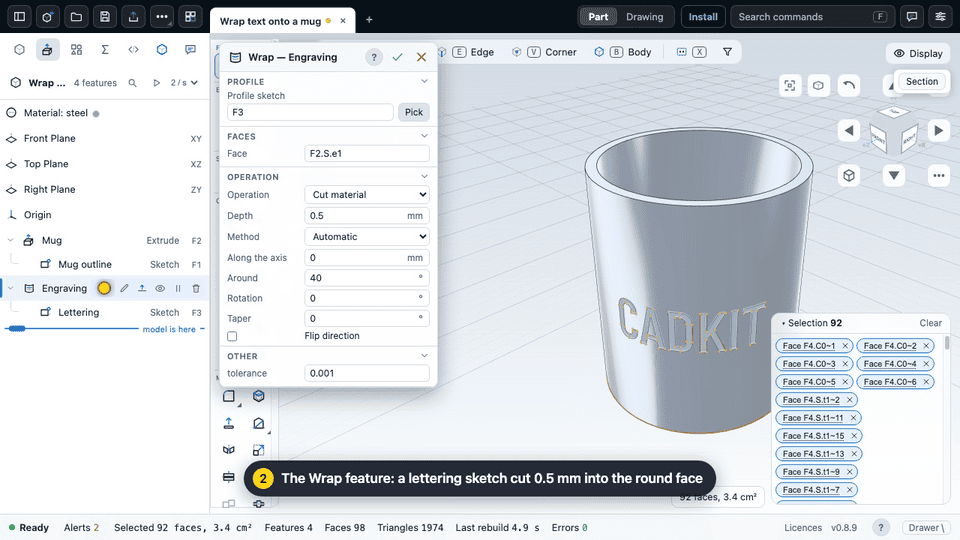 Wrap text onto a mug
Part
Drawing
Install
Search commands
F
Wrap ...
4 features
2 / s
Material: steel
Front Plane XY
Top Plane XZ
Right Plane ZY
Origin
Mug Extrude F2
Mug outline Sketch F1
Engraving
Lettering Sketch F3
model is here
Wrap — Engraving
?
PROFILE
Profile sketch
F3
Pick
FACES
Face F2.S.e1
OPERATION
Operation Cut material
Depth 0.5 mm
Method Automatic
Along the axis 0 mm
Around 40 °
Rotation 0 °
Taper 0 °
Flip direction
OTHER
tolerance 0.001
E Edge
V Corner
B Body
X
Display
Section
CADKIT
Selection 92
Clear
Face F4.C0~1
Face F4.C0~2
Face F4.C0~3
Face F4.C0~4
Face F4.C0~5
Face F4.C0~6
Face F4.S.t1~2
Face F4.S.t1~11
Face F4.S.t1~15
Face F4.S.t1~13
Face F4.S.t1~9
Face F4.S.t1~7
2 The Wrap feature: a lettering sketch cut 0.5 mm into the round face
92 faces, 3.4 cm²
Ready
Alerts 2
Selected 92 faces, 3.4 cm²
Features 4
Faces 98
Triangles 1974
Last rebuild 4.9 s
Errors 0
Licences
v0.8.9
?
Drawer \